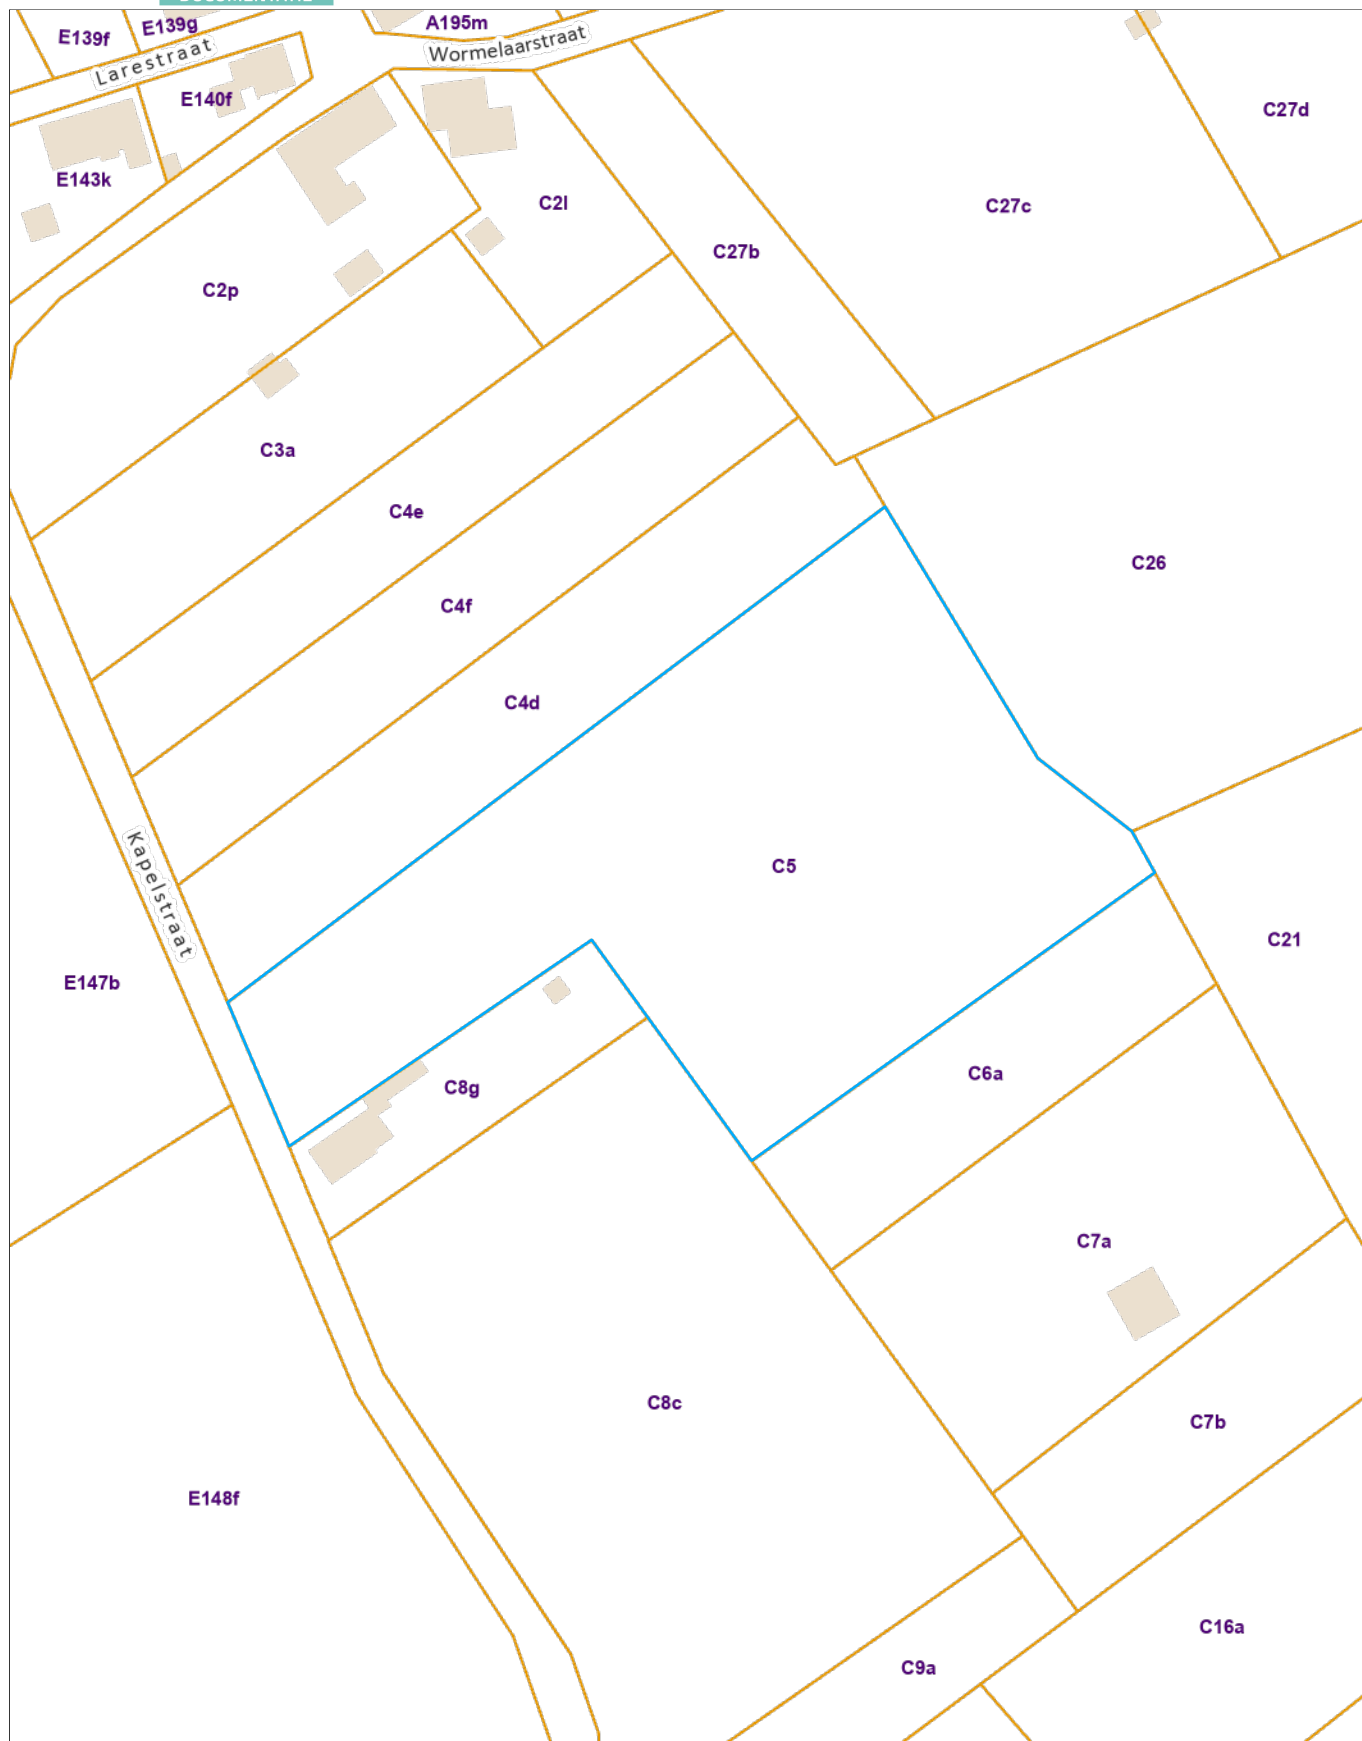 E139f
E139g
A195m
Larestraat
Wormelaarstraat
E140f
C27d
E143k
C2l
C27c
C27b
C2p
C3a
C4e
C26
C4f
C4d
Kapelstraat
C5
C21
E147b
C6a
C8g
C7a
C8c
C7b
E148f
C16a
C9a